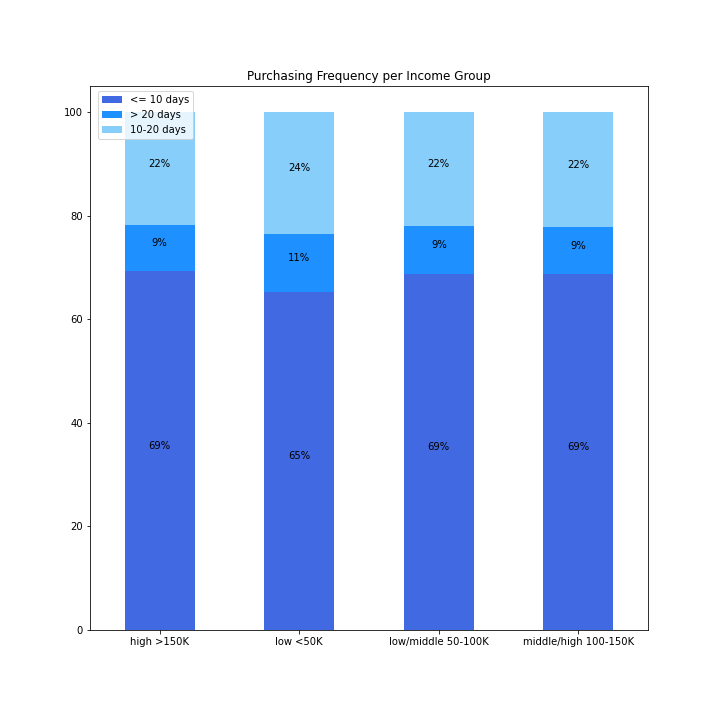 Purchasing Frequency per Income Group
<= 10 days
> 20 days
10-20 days
100
80
60
40
20
0
22%
24%
22%
22%
9%
11%
9%
9%
69%
65%
69%
69%
high >150K
low <50K
low/middle 50-100K
middle/high 100-150K